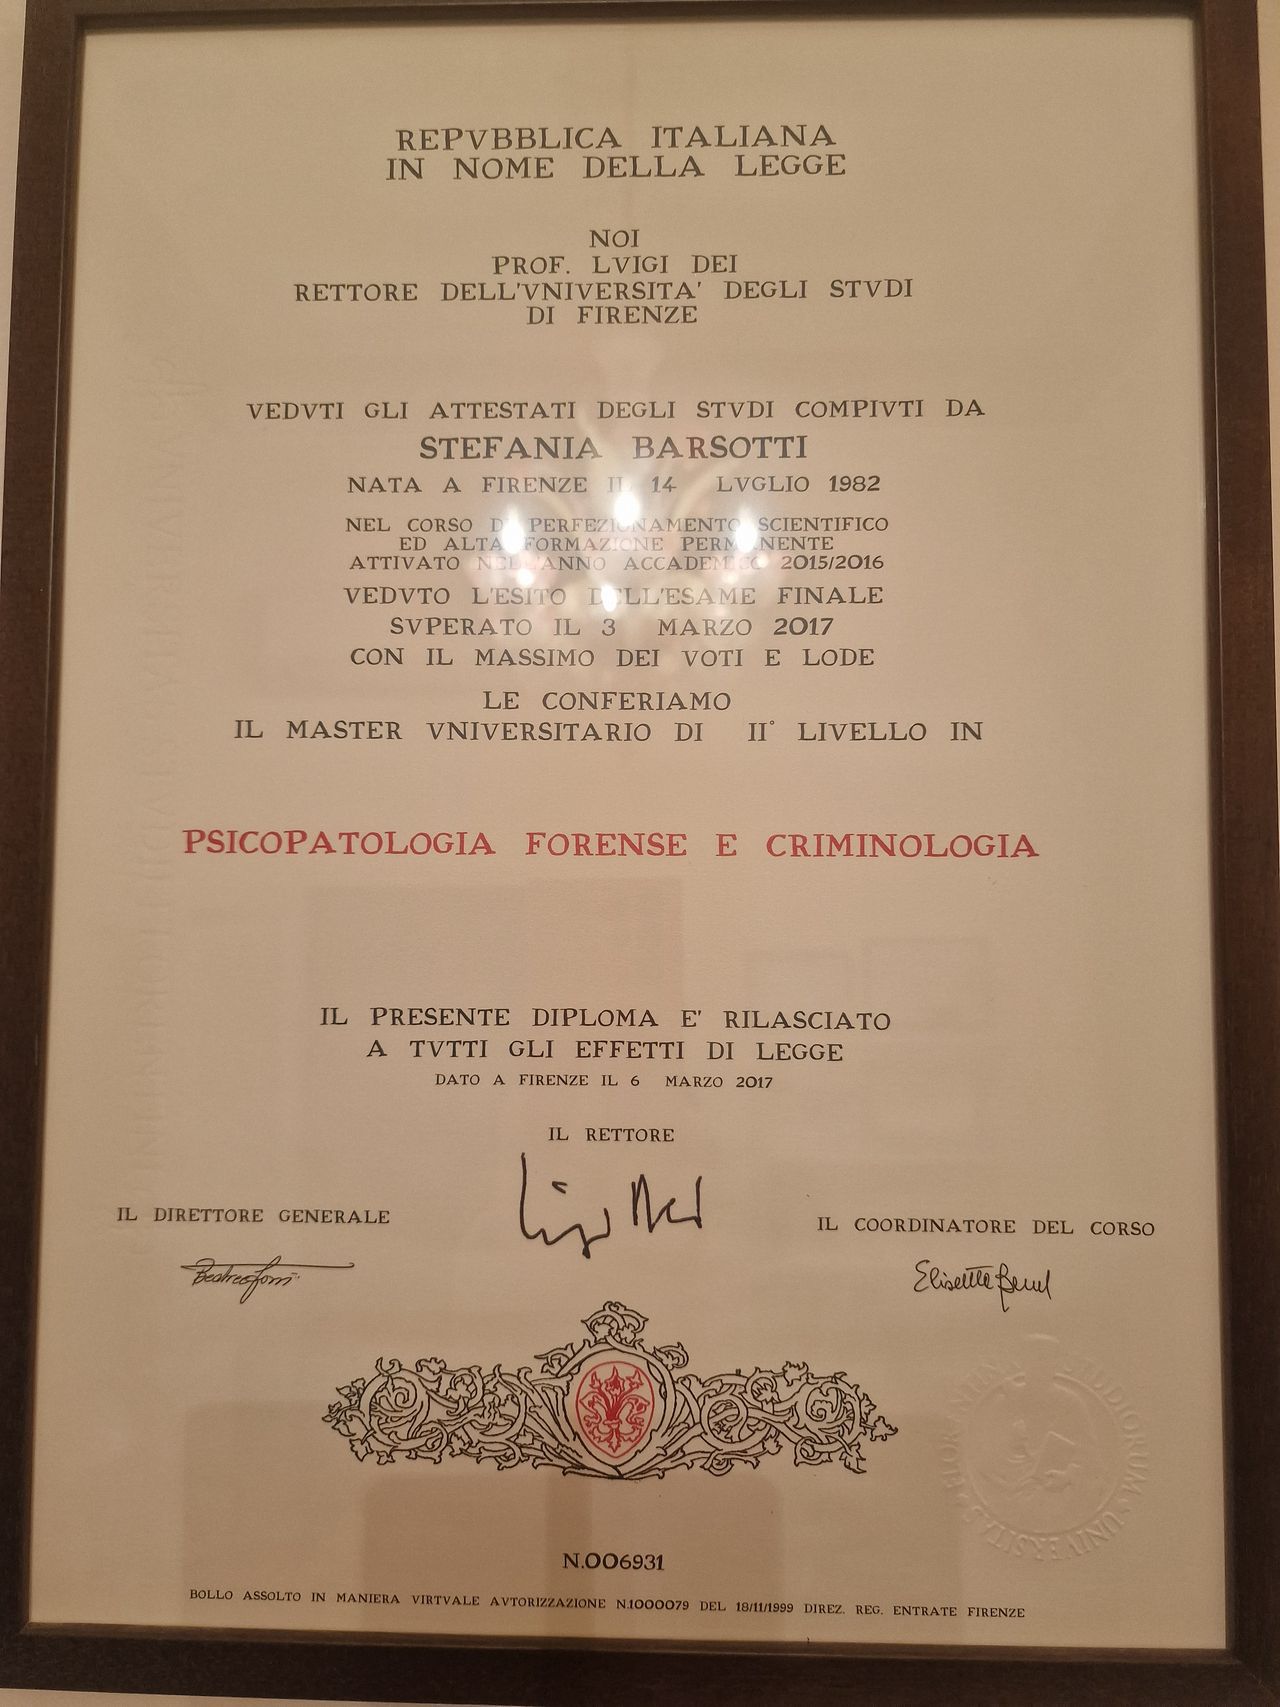 REPVBBLICA ITALIANA
IN NOME DELLA LEGGE
NOI
PROF. LVIGI DEI
RETTORE DELL'VNIVERSITA' DEGLI STVDI
DI FIRENZE
VEDVTI GLI ATTESTATI DEGLI STVDI COMPIVTI DA
STEFANIA BARSOTTI
NATA A FIRENZE IL 14 LVGLIO 1982
NEL CORSO DI PERFEZIONAMENTO SCIENTIFICO
ED ALTA FORMAZIONE PERMANENTE
ATTIVATO NELL'ANNO ACCADEMICO 2015/2016
VEDVTO L'ESITO DELL'ESAME FINALE
SVPERATO IL 3 MARZO 2017
CON IL MASSIMO DEI VOTI E LODE
LE CONFERIAMO
IL MASTER VNIVERSITARIO DI II° LIVELLO IN
PSICOPATOLOGIA FORENSE E CRIMINOLOGIA
IL PRESENTE DIPLOMA E' RILASCIATO
A TVTTI GLI EFFETTI DI LEGGE
DATO A FIRENZE IL 6 MARZO 2017
IL RETTORE
Luigi Dei
IL DIRETTORE GENERALE
IL COORDINATORE DEL CORSO
N.006931
BOLLO ASSOLTO IN MANIERA VIRTVALE AVTORIZZAZIONE N.1000079 DEL 18/11/1999 DIREZ. REG. ENTRATE FIRENZE